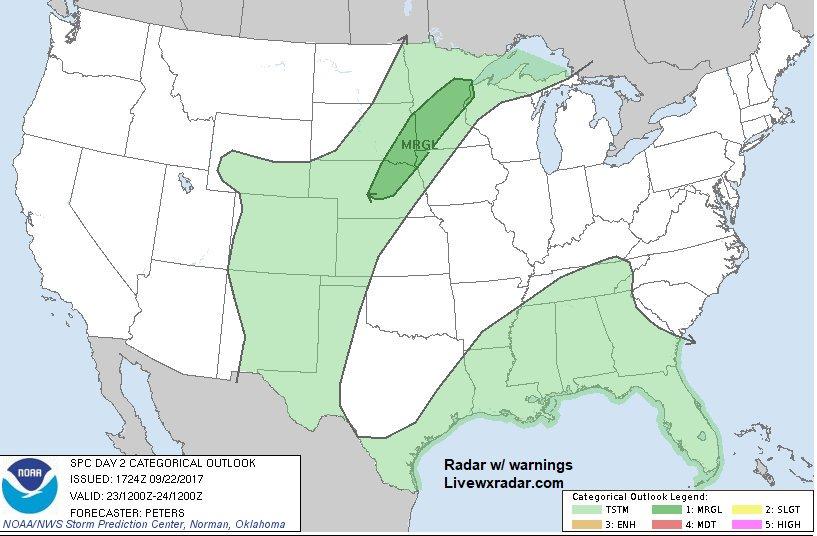 MRGL
Radar w/ warnings
Livewxradar.com
NOAA
SPC DAY 2 CATEGORICAL OUTLOOK
ISSUED: 1724Z 09/22/2017
VALID: 23/1200Z-24/1200Z
FORECASTER: PETERS
NOAA/NWS Storm Prediction Center, Norman, Oklahoma
Categorical Outlook Legend:
TSTM 1: MRGL 2: SLGT
3: ENH 4: MDT 5: HIGH